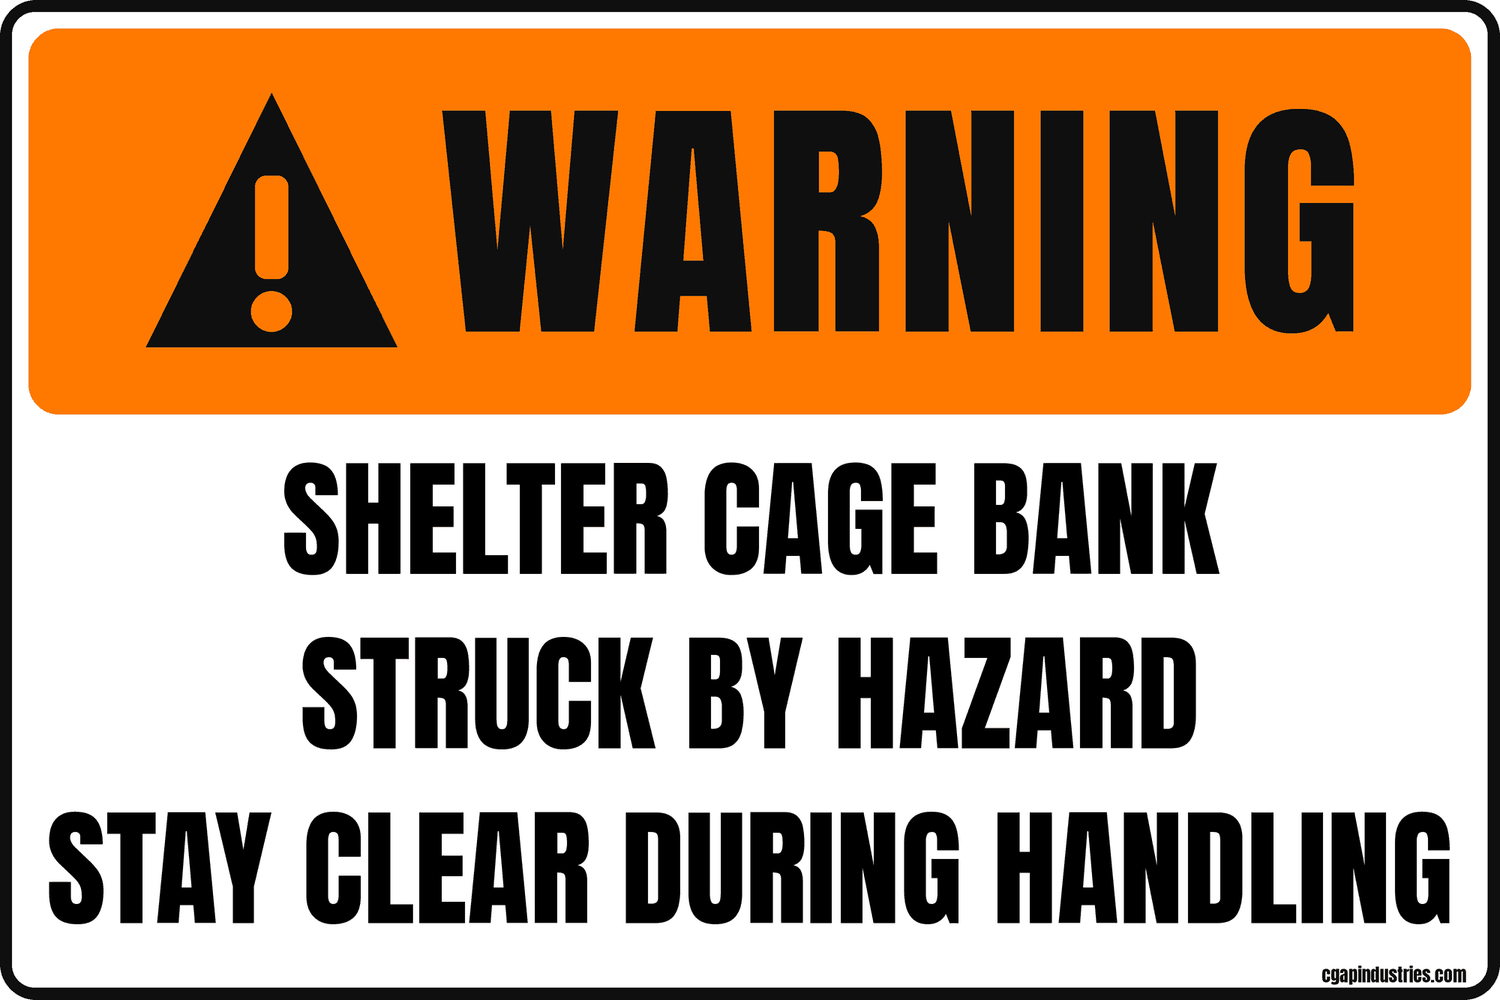 WARNING
SHELTER CAGE BANK
STRUCK BY HAZARD
STAY CLEAR DURING HANDLING
cgapindustries.com